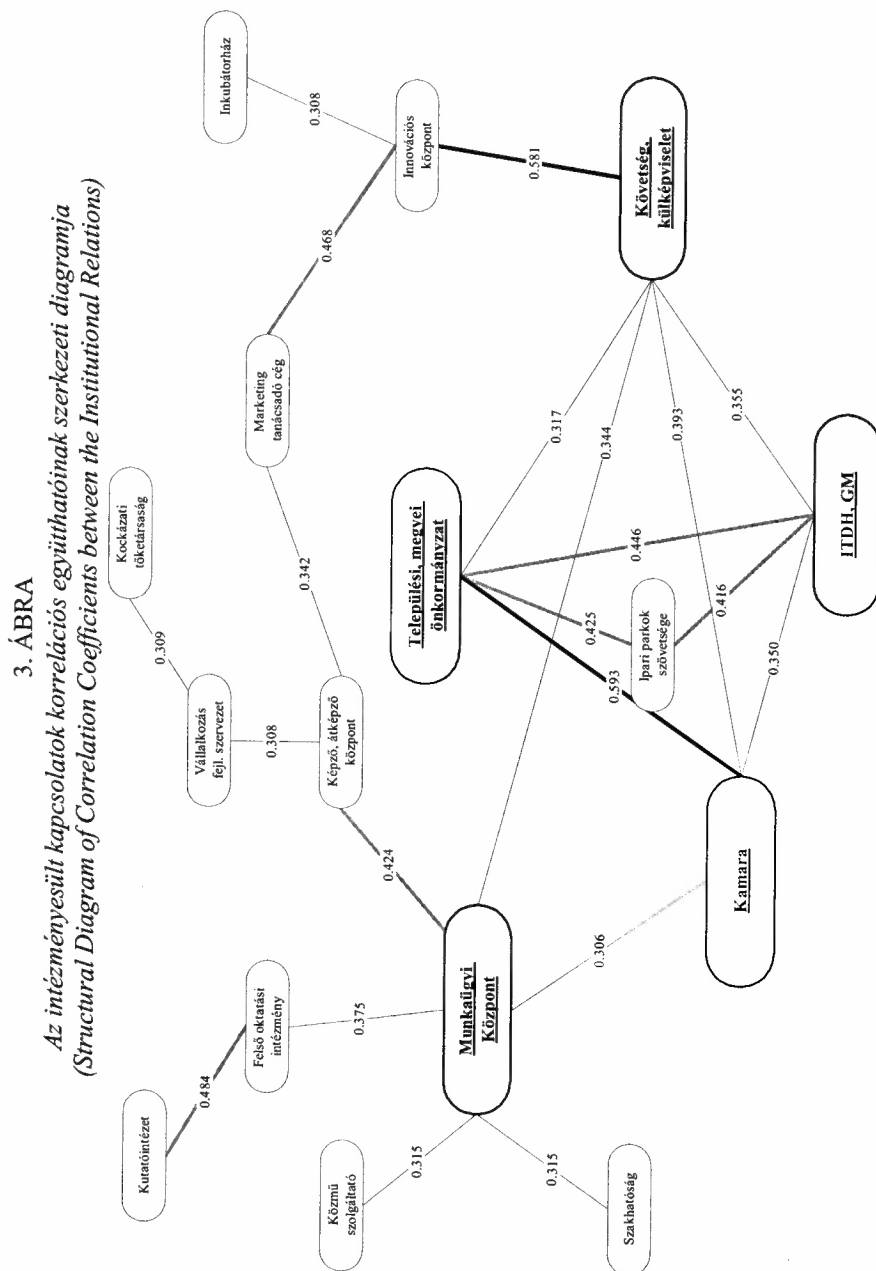 3. ÁBRA
Az intézményesült kapcsolatok korrelációs együtthatóinak szerkezeti diagramja
(Structural Diagram of Correlation Coefficients between the Institutional Relations)
Kutatóintézet
0.484
Felső oktatási
intézmény
0.375
Közmű
szolgáltató
0.315
Szakhatóság
0.315
Munkaügyi
Központ
0.424
0.306
Kockázati
tőketársaság
0.309
Vállalkozás
fejl. szervezet
0.308
Képző, átképző
központ
0.342
Marketing
tanácsadó cég
0.468
Inkubátorház
0.308
Innovációs
központ
0.581
Települési, megyei
önkormányzat
0.317
0.344
0.393
0.355
0.446
0.425
0.416
Ipari parkok
szövetsége
0.593
0.350
Követség,
külképviselet
Kamara
ITDH, GM